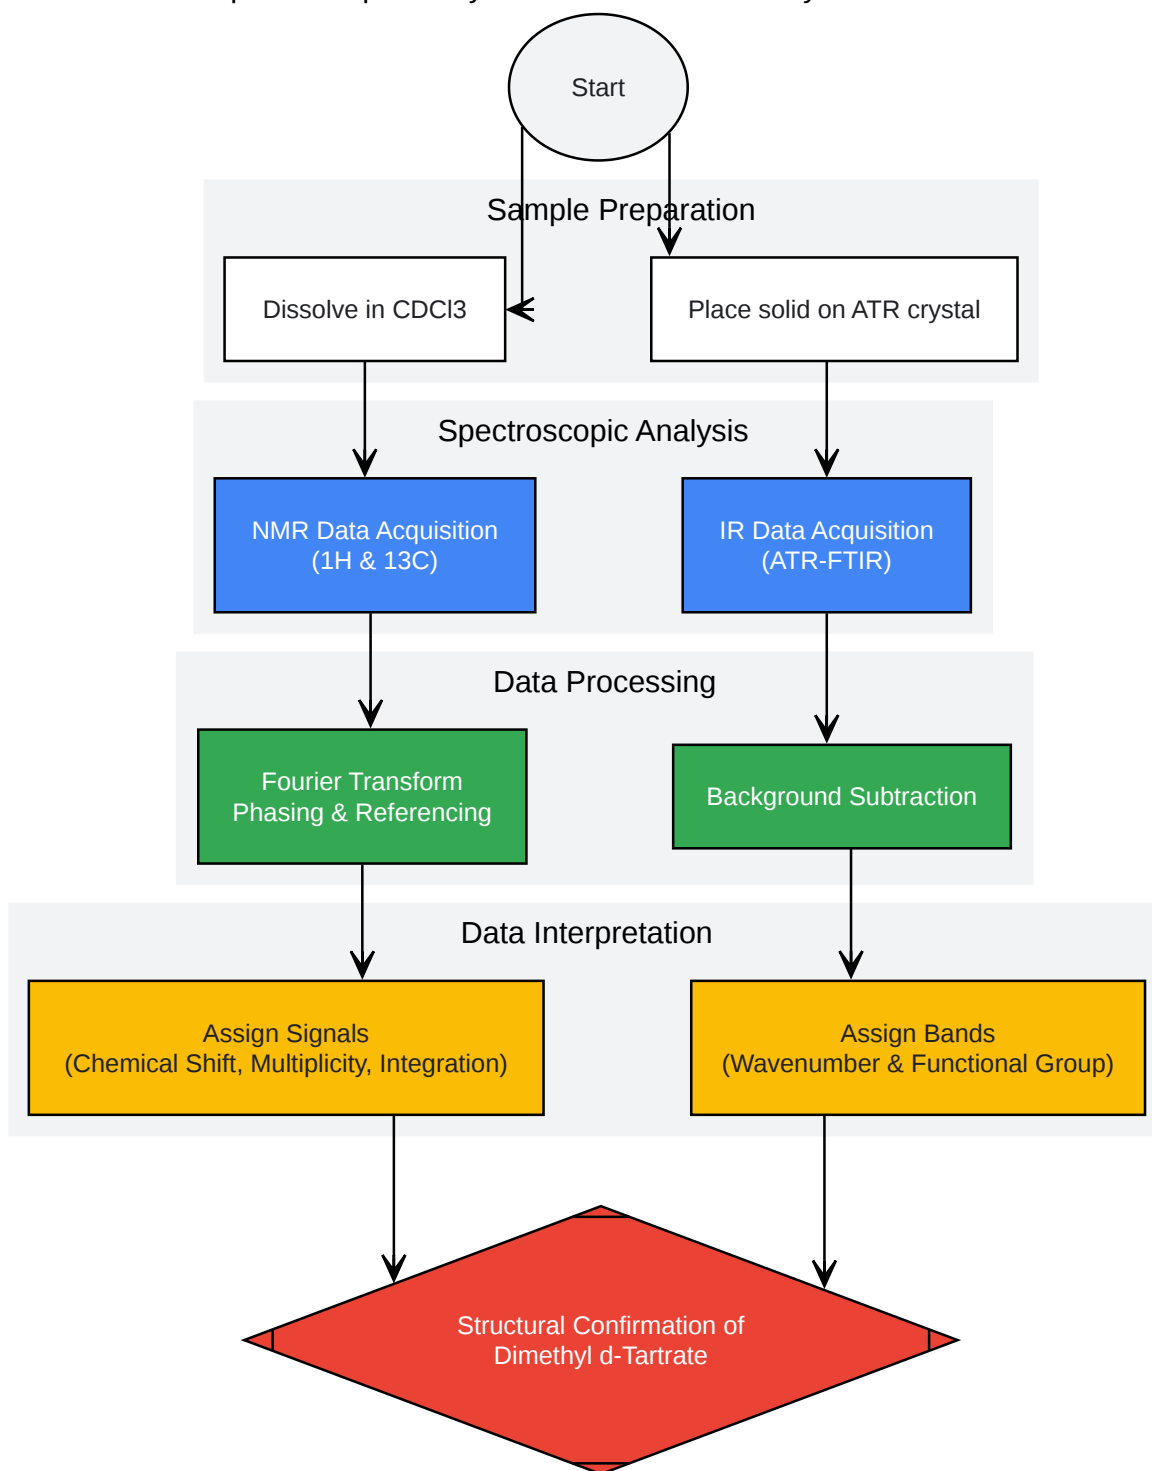 Start
Sample Preparation
Dissolve in CDCl3
Place solid on ATR crystal
Spectroscopic Analysis
NMR Data Acquisition
(1H & 13C)
IR Data Acquisition
(ATR-FTIR)
Data Processing
Fourier Transform
Phasing & Referencing
Background Subtraction
Data Interpretation
Assign Signals
(Chemical Shift, Multiplicity, Integration)
Assign Bands
(Wavenumber & Functional Group)
Structural Confirmation of
Dimethyl d-Tartrate